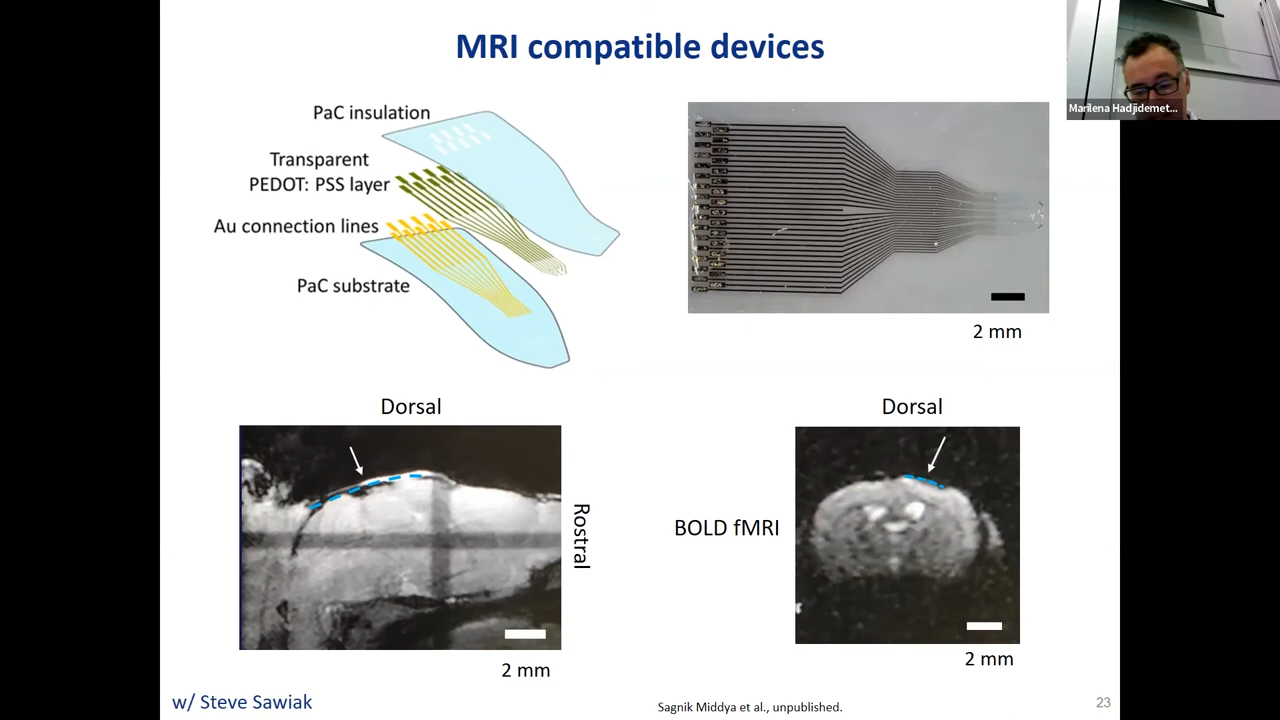 MRI compatible devices
Marilena Hadjidemet...
PaC insulation
Transparent
PEDOT: PSS layer
Au connection lines
PaC substrate
2 mm
Dorsal
Rostral
2 mm
Dorsal
BOLD fMRI
2 mm
w/ Steve Sawiak
Sagnik Middya et al., unpublished.
23